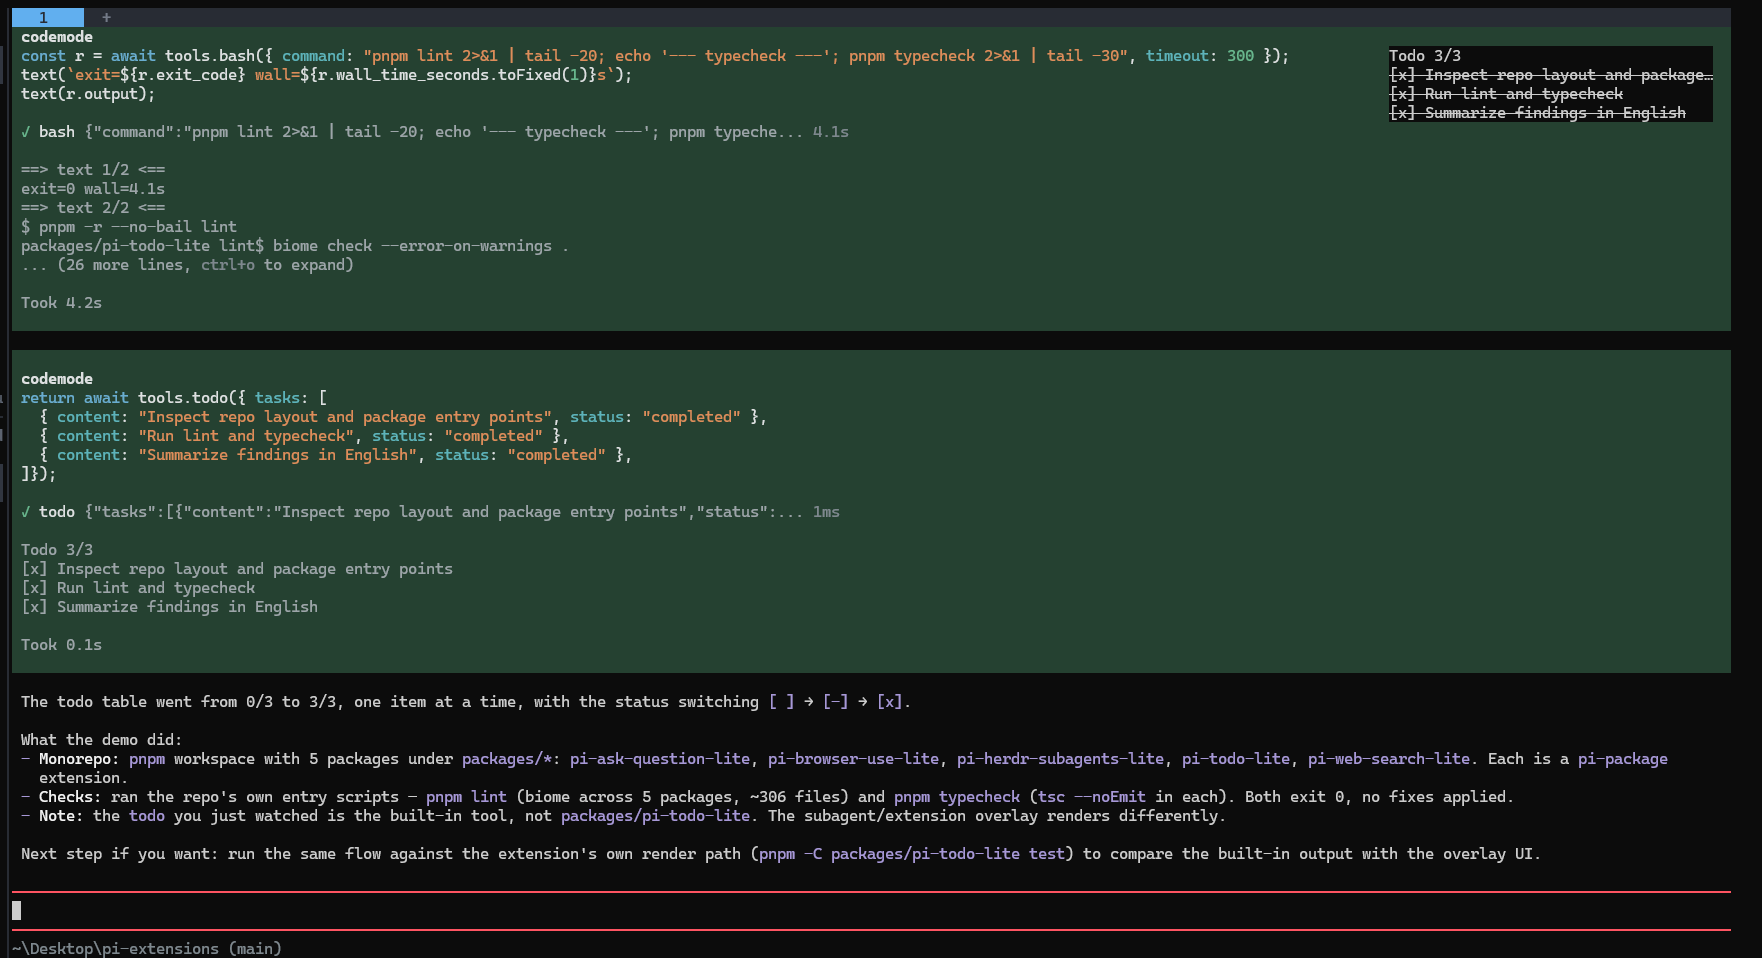 1 +
codemode
const r = await tools.bash({ command: "pnpm lint 2>&1 | tail -20; echo '--- typecheck ---'; pnpm typecheck 2>&1 | tail -30", timeout: 300 });
text(`exit=${r.exit_code} wall=${r.wall_time_seconds.toFixed(1)}s`);
text(r.output);
Todo 3/3
[x] Inspect repo layout and package…
[x] Run lint and typecheck
[x] Summarize findings in English
✓ bash {"command":"pnpm lint 2>&1 | tail -20; echo '--- typecheck ---'; pnpm typeche... 4.1s
==> text 1/2 <==
exit=0 wall=4.1s
==> text 2/2 <==
$ pnpm -r --no-bail lint
packages/pi-todo-lite lint$ biome check --error-on-warnings .
... (26 more lines, ctrl+o to expand)
Took 4.2s
codemode
return await tools.todo({ tasks: [
{ content: "Inspect repo layout and package entry points", status: "completed" },
{ content: "Run lint and typecheck", status: "completed" },
{ content: "Summarize findings in English", status: "completed" },
]});
✓ todo {"tasks":[{"content":"Inspect repo layout and package entry points","status":... 1ms
Todo 3/3
[x] Inspect repo layout and package entry points
[x] Run lint and typecheck
[x] Summarize findings in English
Took 0.1s
The todo table went from 0/3 to 3/3, one item at a time, with the status switching [ ] → [-] → [x].
What the demo did:
- Monorepo: pnpm workspace with 5 packages under packages/*: pi-ask-question-lite, pi-browser-use-lite, pi-herdr-subagents-lite, pi-todo-lite, pi-web-search-lite. Each is a pi-package
extension.
- Checks: ran the repo's own entry scripts — pnpm lint (biome across 5 packages, ~306 files) and pnpm typecheck (tsc --noEmit in each). Both exit 0, no fixes applied.
- Note: the todo you just watched is the built-in tool, not packages/pi-todo-lite. The subagent/extension overlay renders differently.
Next step if you want: run the same flow against the extension's own render path (pnpm -C packages/pi-todo-lite test) to compare the built-in output with the overlay UI.
~\Desktop\pi-extensions (main)